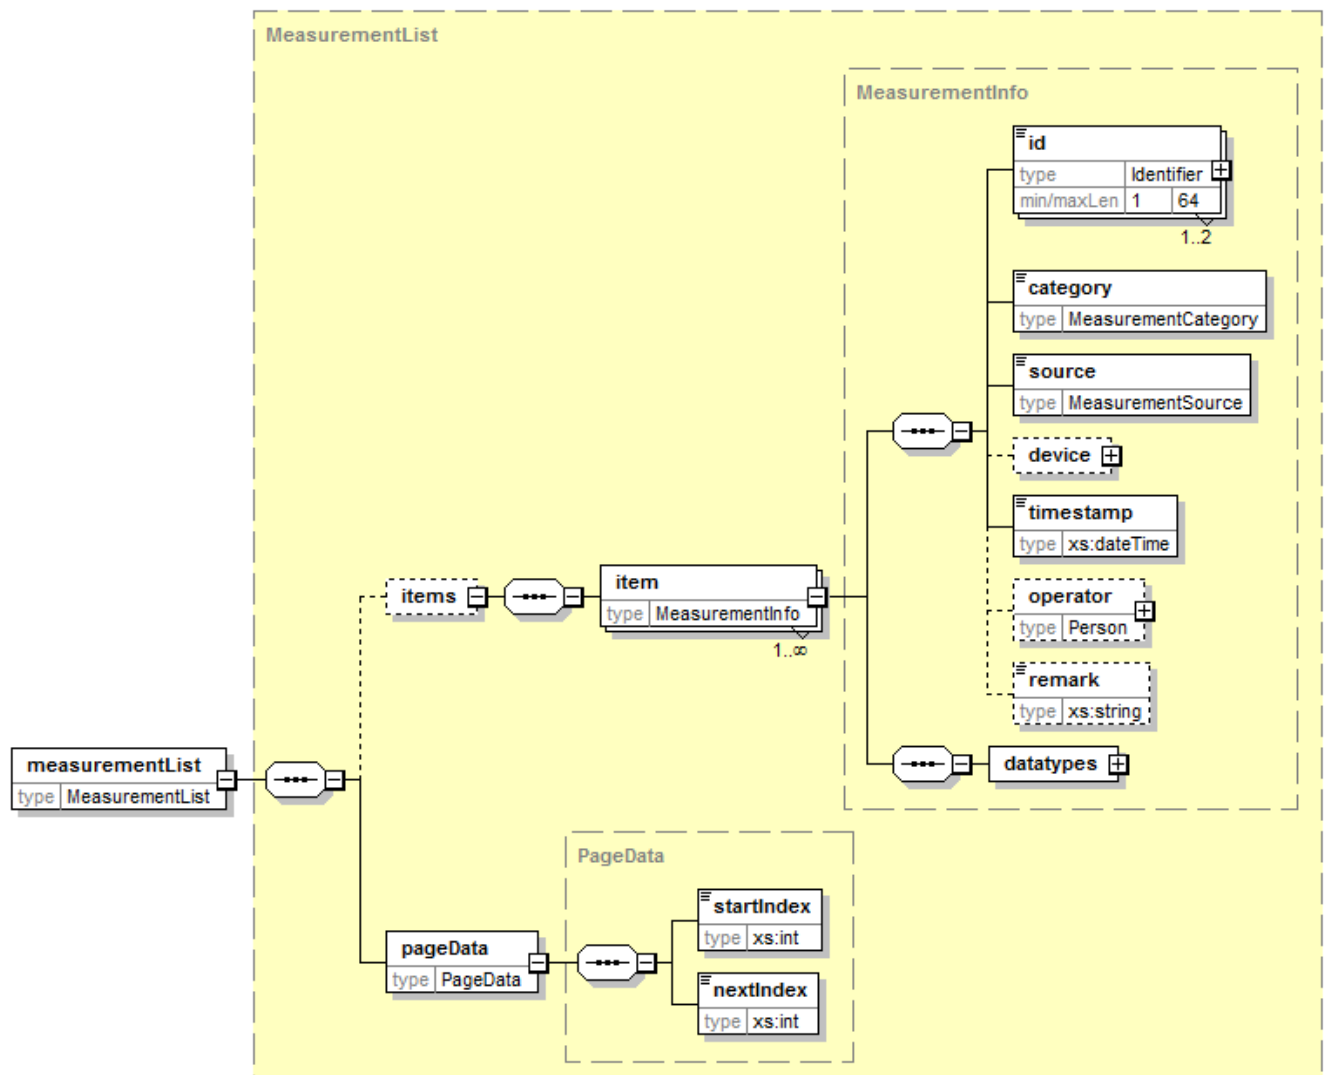 MeasurementList
MeasurementInfo
id
type Identifier
min/maxLen 1 64
1..2
category
type MeasurementCategory
source
type MeasurementSource
device
timestamp
type xs:dateTime
items
item
type MeasurementInfo
1..∞
operator
type Person
remark
type xs:string
measurementList
type MeasurementList
datatypes
PageData
pageData
type PageData
startIndex
type xs:int
nextIndex
type xs:int